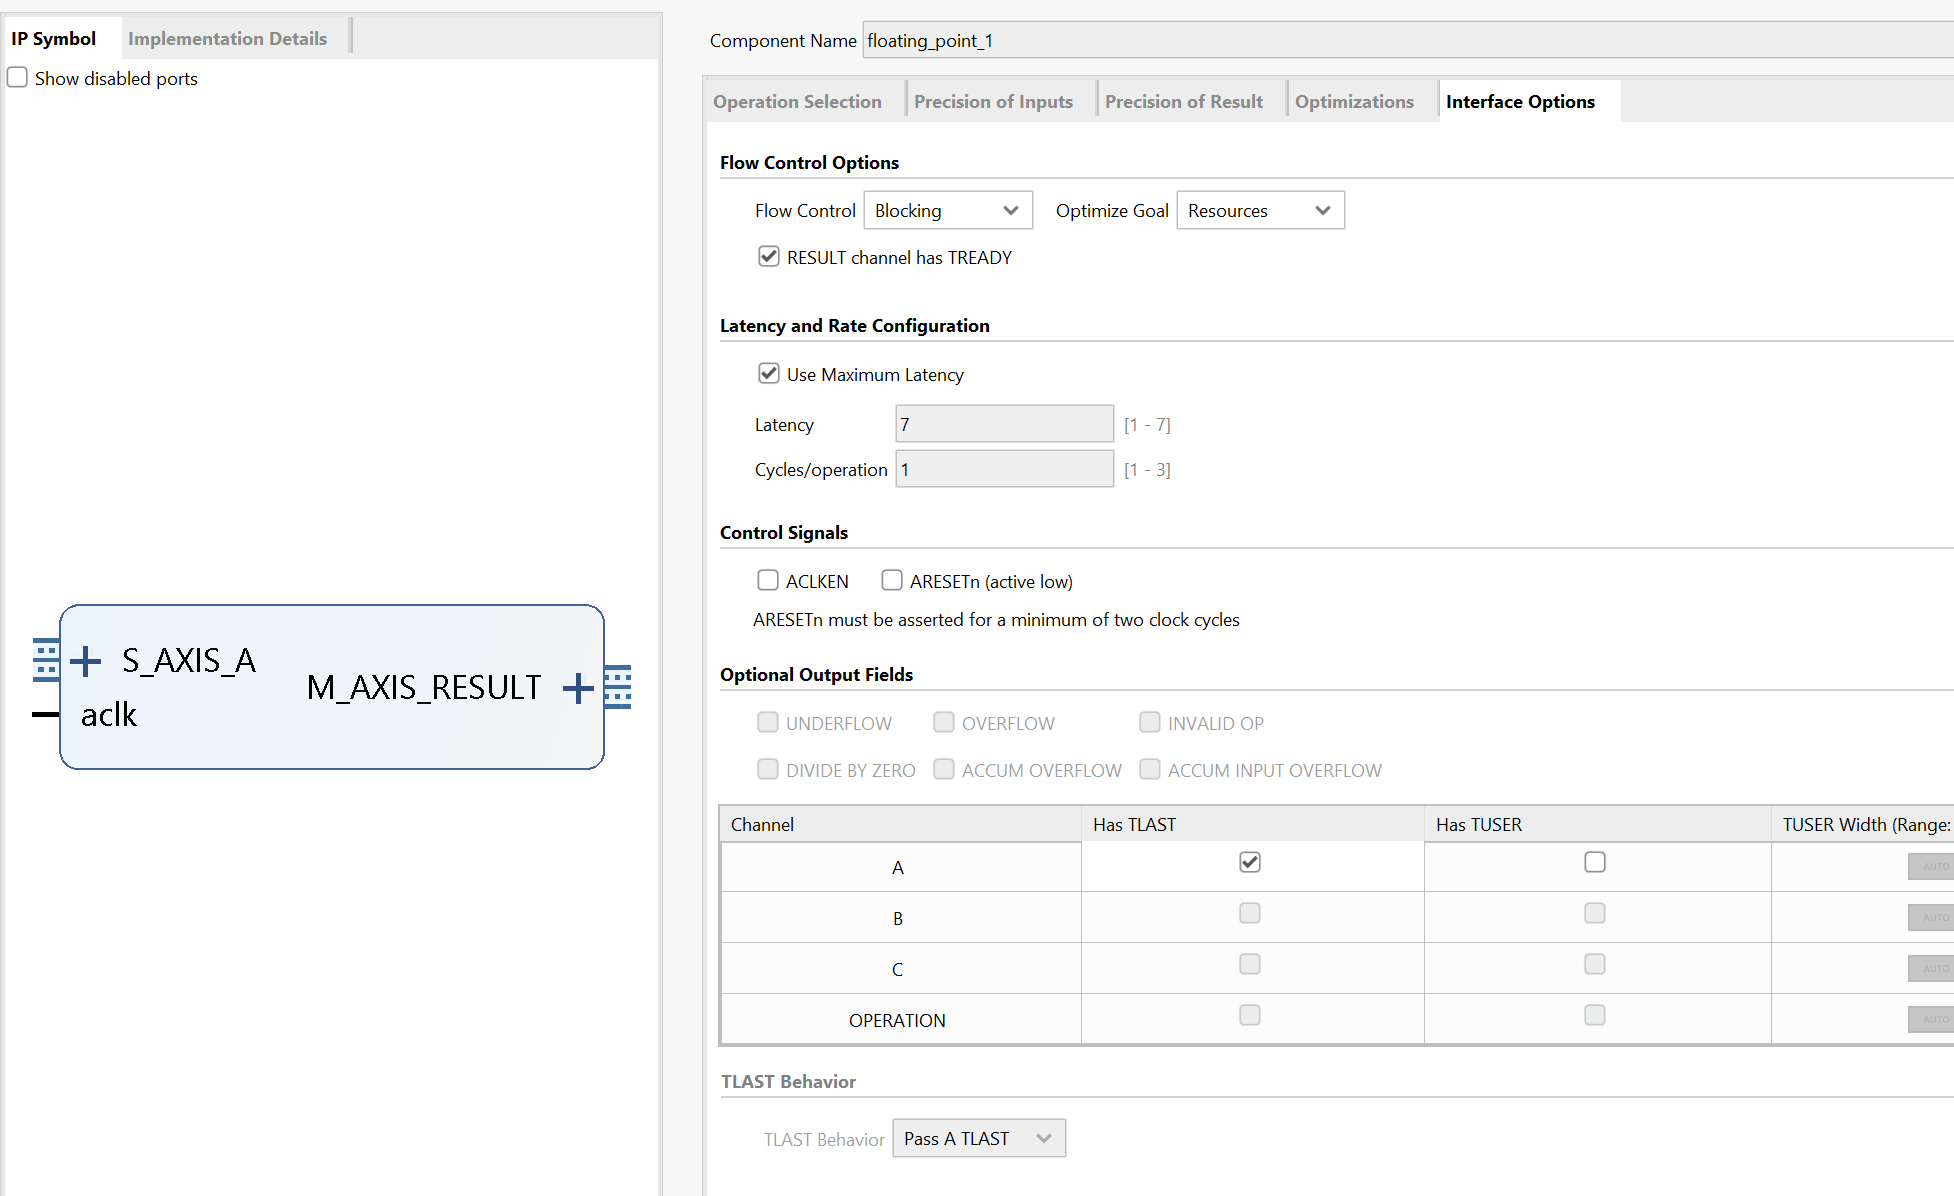 IP Symbol
Implementation Details
Show disabled ports
S_AXIS_A
M_AXIS_RESULT
aclk
Component Name floating_point_1
Operation Selection
Precision of Inputs
Precision of Result
Optimizations
Interface Options
Flow Control Options
Flow Control Blocking Optimize Goal Resources
RESULT channel has TREADY
Latency and Rate Configuration
Use Maximum Latency
Latency 7 [1 - 7]
Cycles/operation 1 [1 - 3]
Control Signals
ACLKEN ARESETn (active low)
ARESETn must be asserted for a minimum of two clock cycles
Optional Output Fields
UNDERFLOW OVERFLOW INVALID OP
DIVIDE BY ZERO ACCUM OVERFLOW ACCUM INPUT OVERFLOW
Channel Has TLAST Has TUSER TUSER Width (Range:
A AUTO
B AUTO
C AUTO
OPERATION AUTO
TLAST Behavior
TLAST Behavior Pass A TLAST